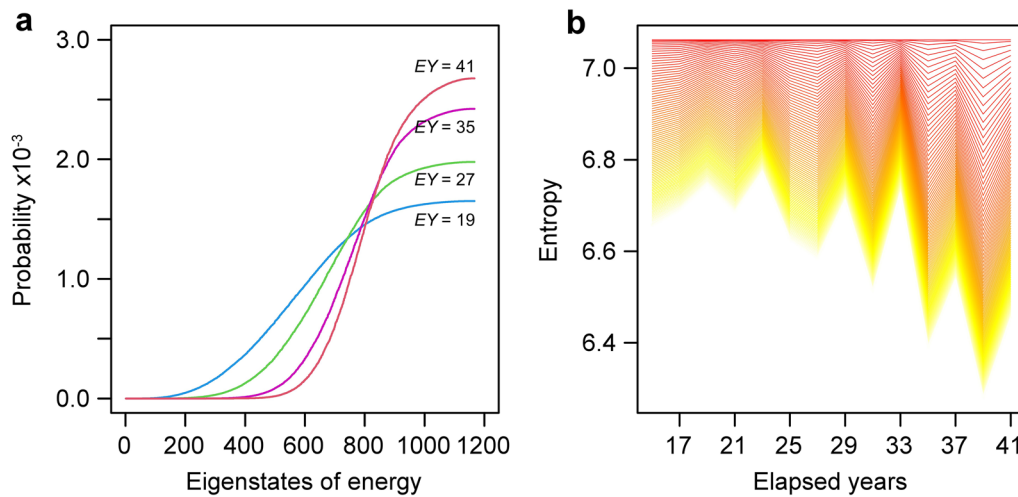 a
Probability x10⁻³
3.0
2.0
1.0
0.0
EY = 41
EY = 35
EY = 27
EY = 19
0 200 400 600 800 1000 1200
Eigenstates of energy
b
Entropy
7.0
6.8
6.6
6.4
17 21 25 29 33 37 41
Elapsed years